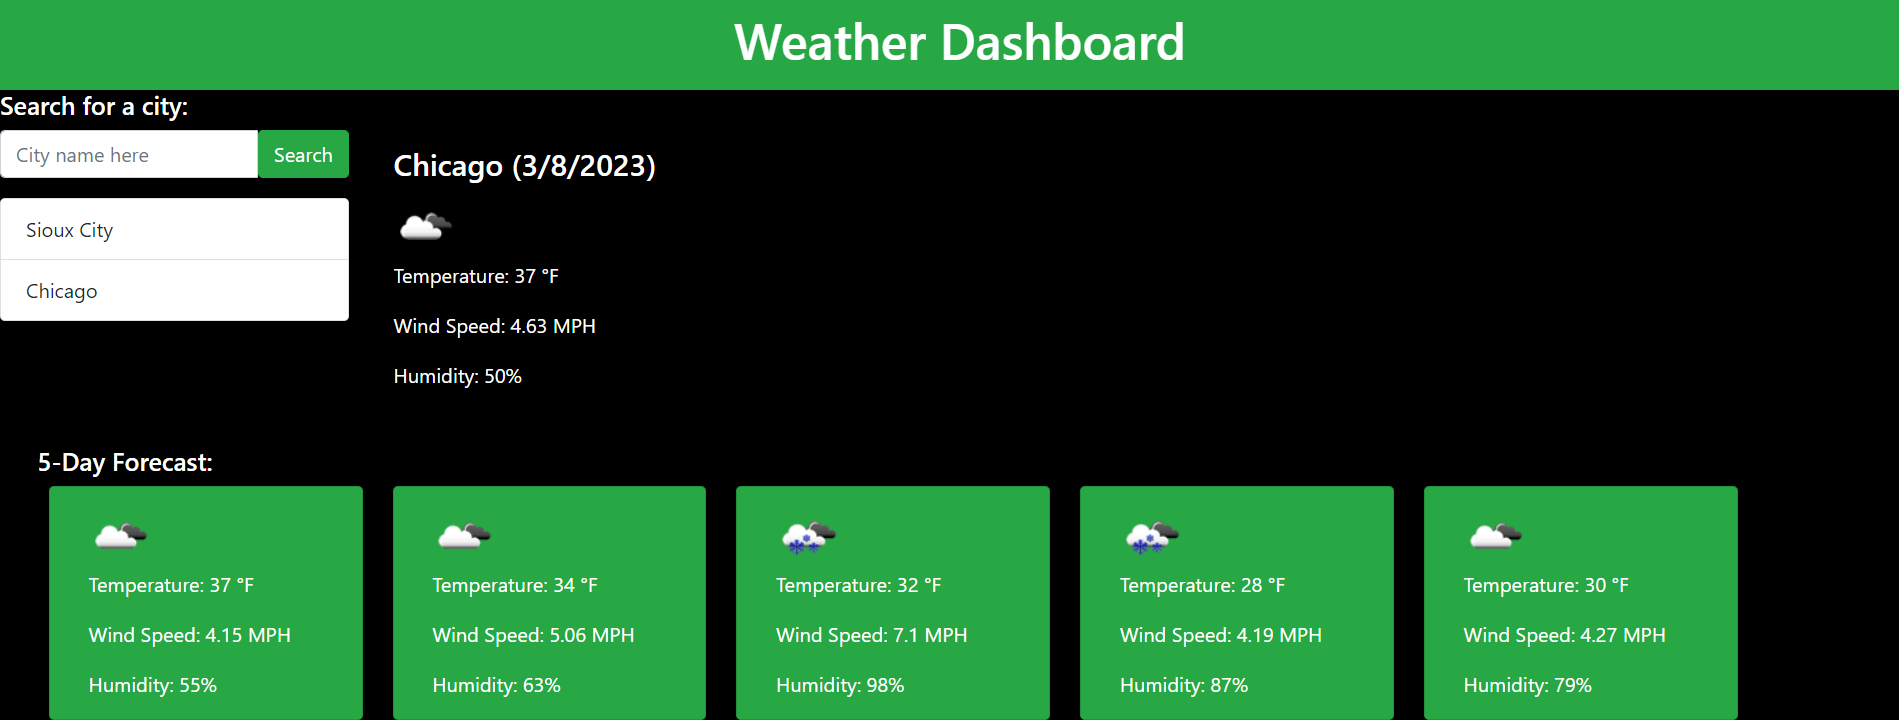 Weather Dashboard
Search for a city:
City name here
Search
Sioux City
Chicago
Chicago (3/8/2023)
Temperature: 37 °F
Wind Speed: 4.63 MPH
Humidity: 50%
5-Day Forecast:
Temperature: 37 °F
Wind Speed: 4.15 MPH
Humidity: 55%
Temperature: 34 °F
Wind Speed: 5.06 MPH
Humidity: 63%
Temperature: 32 °F
Wind Speed: 7.1 MPH
Humidity: 98%
Temperature: 28 °F
Wind Speed: 4.19 MPH
Humidity: 87%
Temperature: 30 °F
Wind Speed: 4.27 MPH
Humidity: 79%